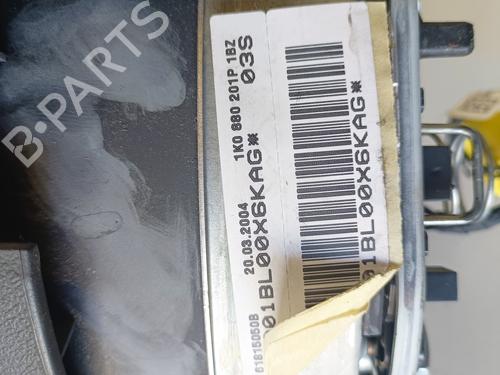 B-PARTS
1K0 880 201P 1BZ
03S
20.03.2004
01BL00X6KAG*
61815050B
01BL00X6KAG*